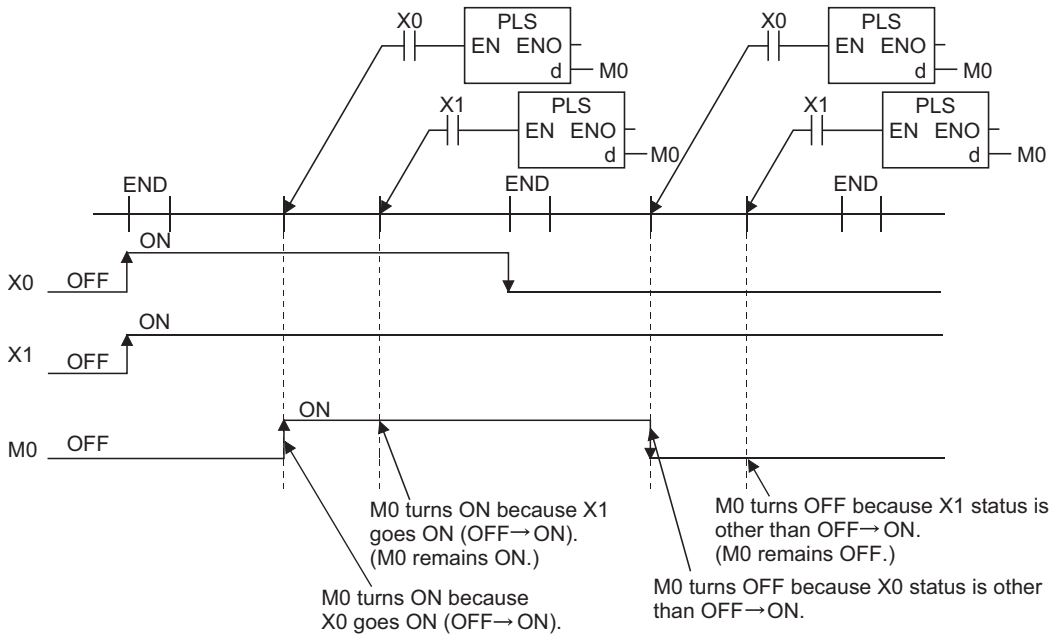 X0
PLS
EN ENO
d
M0
X1
PLS
EN ENO
d
M0
X0
PLS
EN ENO
d
M0
X1
PLS
EN ENO
d
M0
END
END
END
X0
OFF
ON
X1
OFF
ON
M0
OFF
ON
M0 turns ON because X1
goes ON (OFF→ON).
(M0 remains ON.)
M0 turns ON because
X0 goes ON (OFF→ON).
M0 turns OFF because X1 status is
other than OFF→ON.
(M0 remains OFF.)
M0 turns OFF because X0 status is other
than OFF→ON.